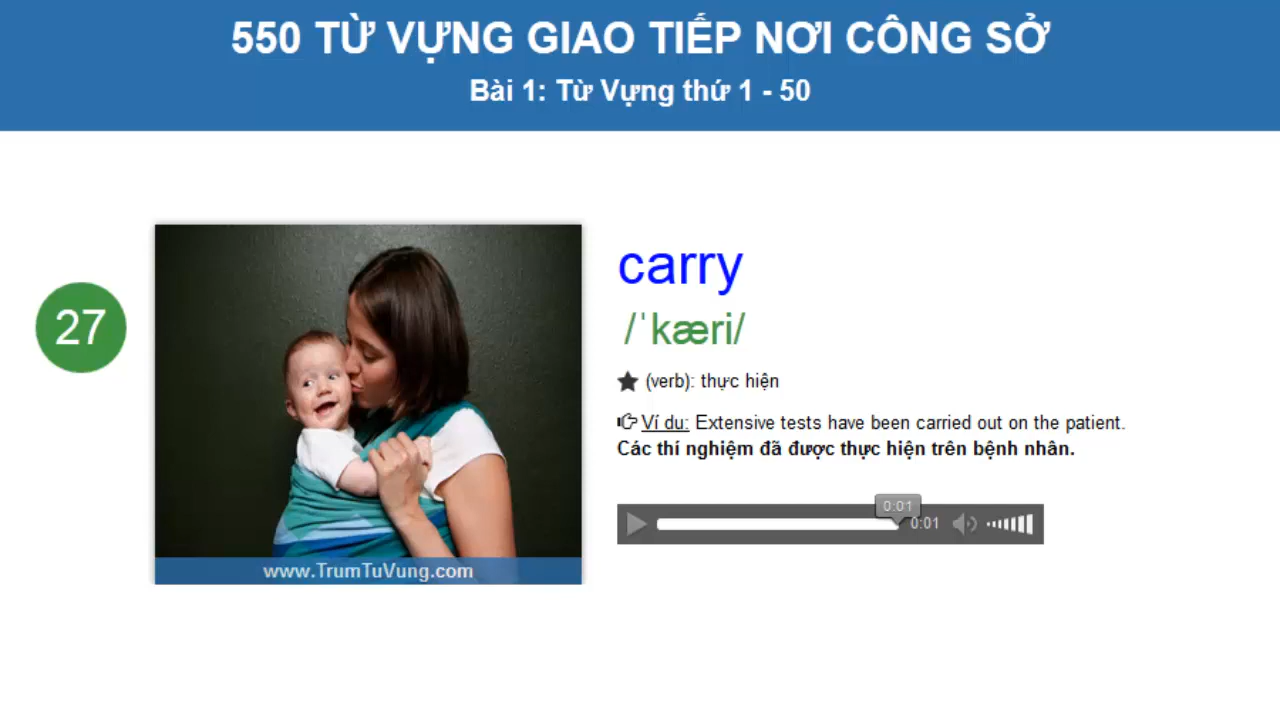 550 TỪ VỰNG GIAO TIẾP NƠI CÔNG SỞ
Bài 1: Từ Vựng thứ 1 - 50
27
carry
/ˈkæri/
(verb): thực hiện
Ví du: Extensive tests have been carried out on the patient.
Các thí nghiệm đã được thực hiện trên bệnh nhân.
0:01
0:01
www.TrumTuVung.com